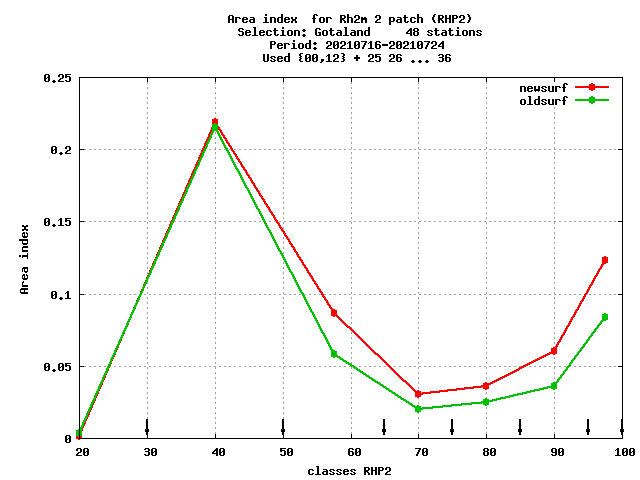 Area index  for Rh2m 2 patch (RHP2)
Selection: Gotaland     48 stations
Period: 20210716-20210724
Used {00,12} + 25 26 ... 36
newsurf
oldsurf
0.25
0.2
0.15
0.1
0.05
0
Area index
20 30 40 50 60 70 80 90 100
classes RHP2